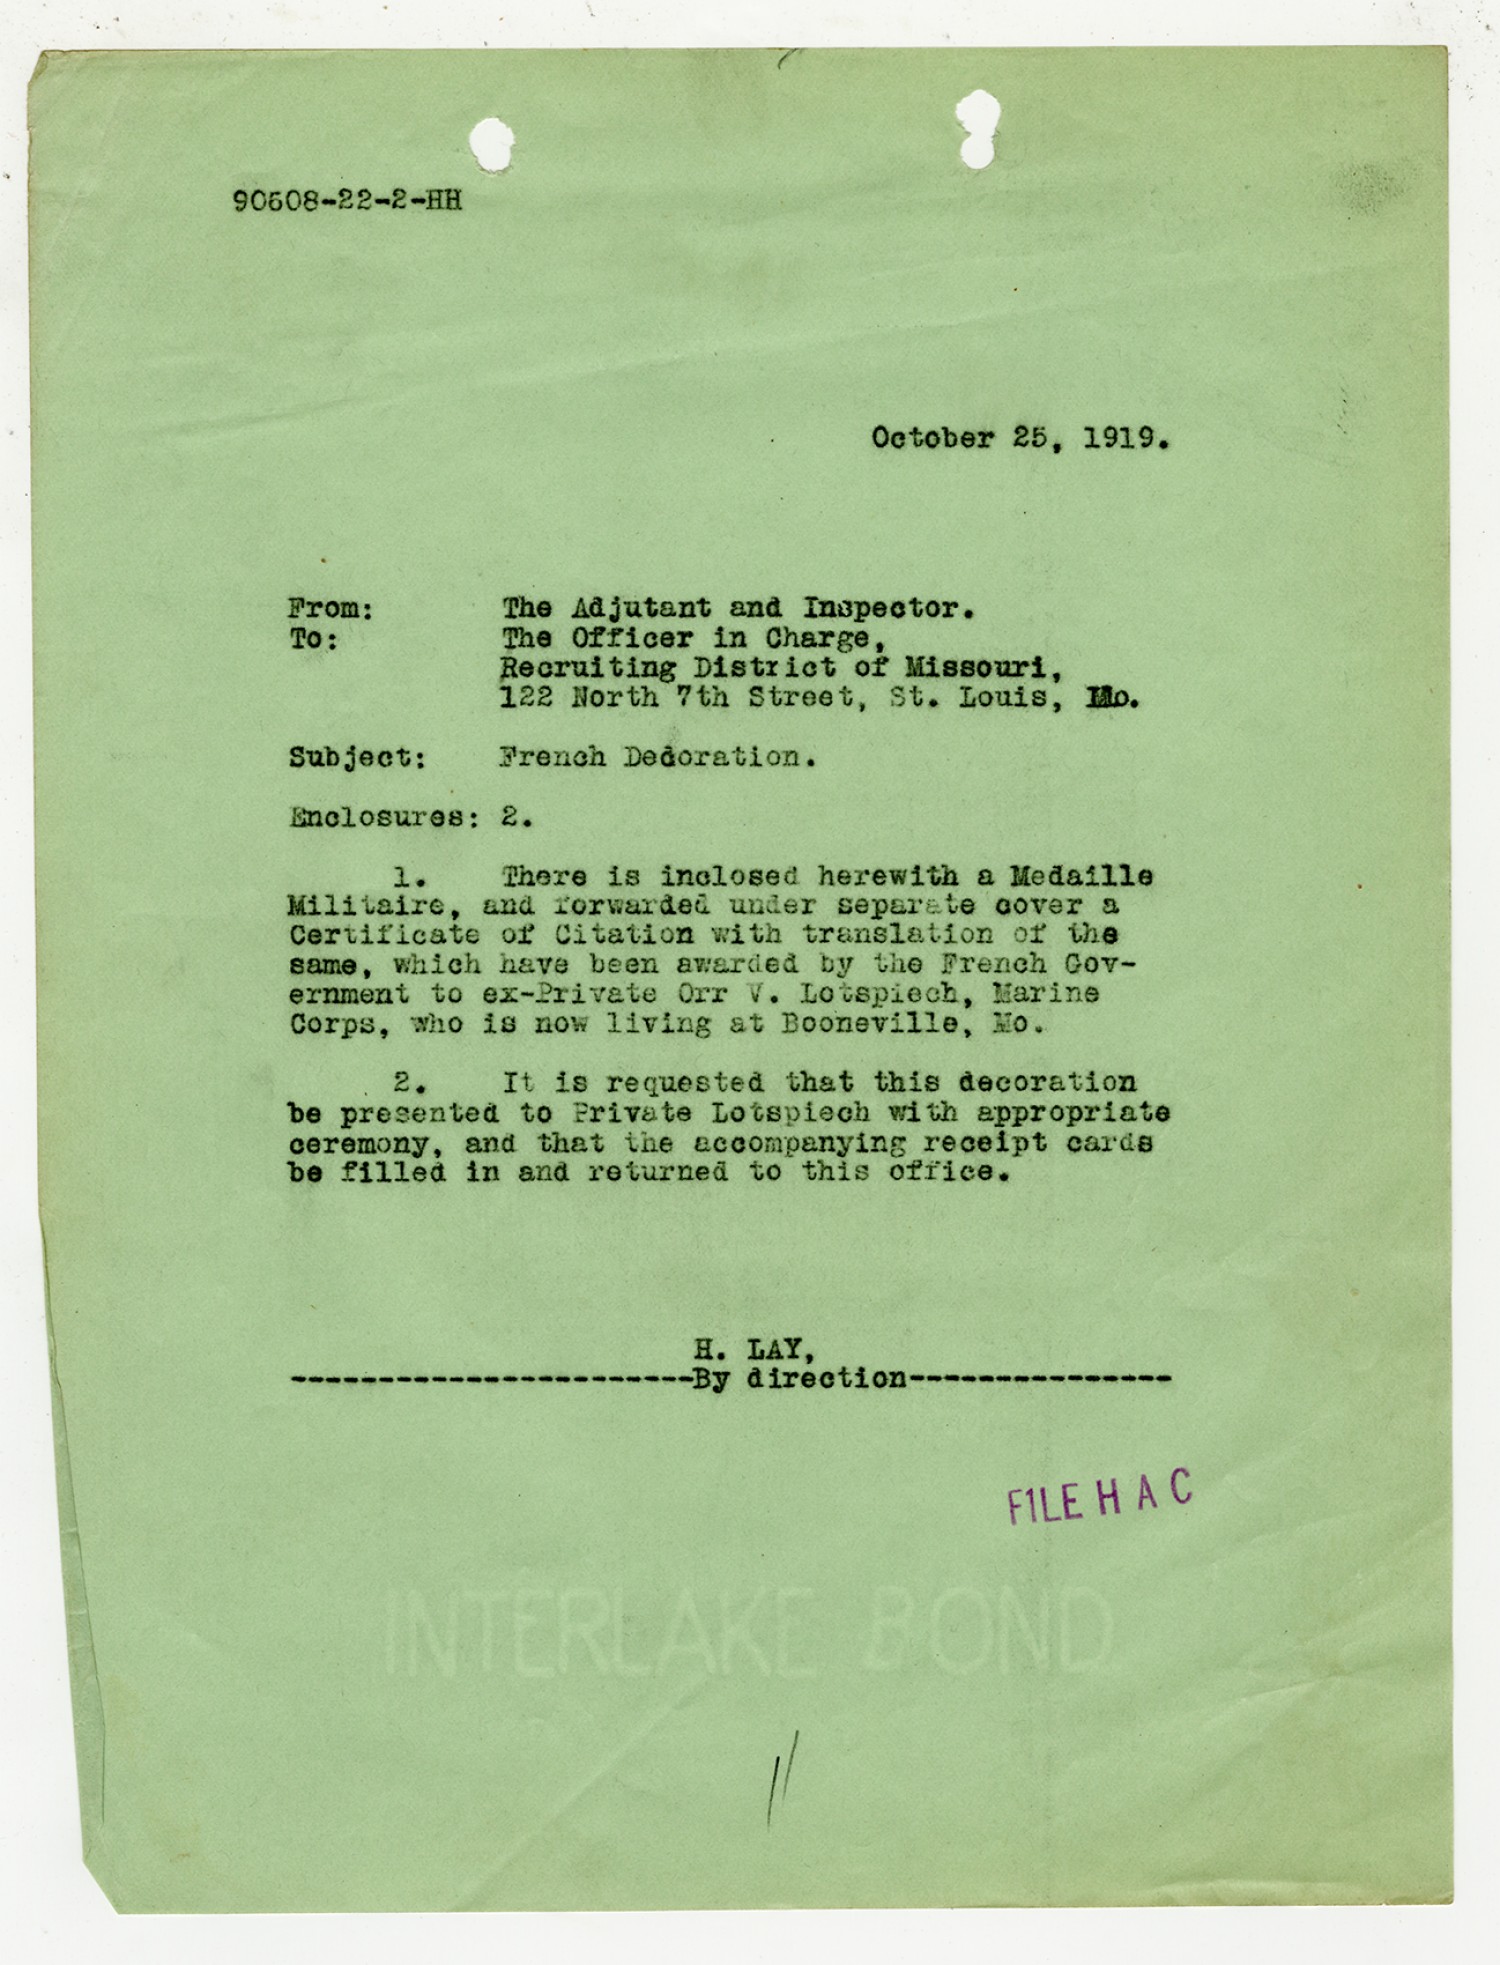 90508-22-2-HH
October 25, 1919.
From: The Adjutant and Inspector.
To: The Officer in Charge,
Recruiting District of Missouri,
122 North 7th Street, St. Louis, Mo.
Subject: French Dedoration.
Enclosures: 2.
1. There is inclosed herewith a Medaille
Militaire, and forwarded under separate cover a
Certificate of Citation with translation of the
same, which have been awarded by the French Gov-
ernment to ex-Private Orr V. Lotspiech, Marine
Corps, who is now living at Booneville, Mo.
2. It is requested that this decoration
be presented to Private Lotspiech with appropriate
ceremony, and that the accompanying receipt cards
be filled in and returned to this office.
H. LAY,
-----------------------By direction---------------
FILE H A C
INTERLAKE BOND
11